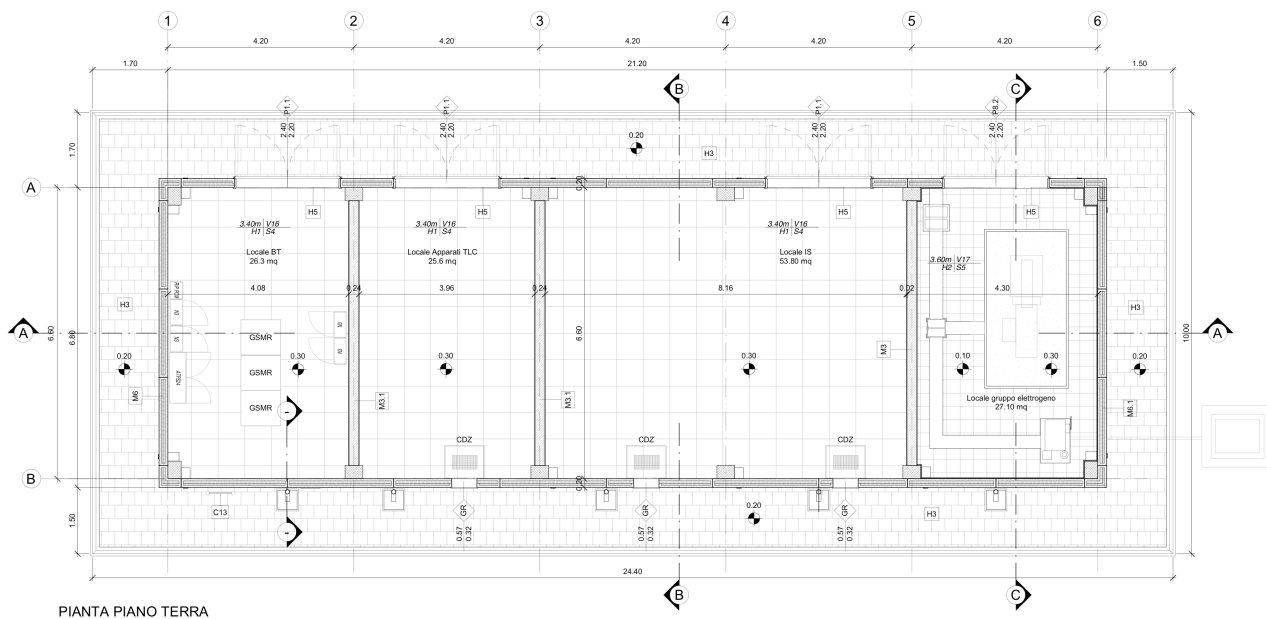 1
2
3
4
5
6
4.20
4.20
4.20
4.20
4.20
1.70
21.20
1.50
B
C
P1.1
2.40
2.20
P1.1
2.40
2.20
P1.1
2.40
2.20
P8.2
2.40
2.20
1.70
0.20
H3
A
0.20
H5
H5
H5
H5
3.40m V16
H1 S4
3.40m V16
H1 S4
3.40m V16
H1 S4
Locale BT
26.3 mq
Locale Apparati TLC
25.6 mq
Locale IS
53.80 mq
3.60m V17
H2 S5
4.08
0.24
3.96
0.24
8.16
0.02
4.30
H3
H3
A
6.60
6.80
GSMR
GSMR
GSMR
6.60
M3
10.00
A
0.20
0.30
0.30
0.30
0.10
0.30
0.20
M6
M3.1
M3.1
Locale gruppo elettrogeno
27.10 mq
M6.1
-
CDZ
CDZ
CDZ
B
0.20
1.50
C13
-
GR
0.57
0.32
GR
0.57
0.32
0.20
GR
0.57
0.32
H3
24.40
B
C
PIANTA PIANO TERRA